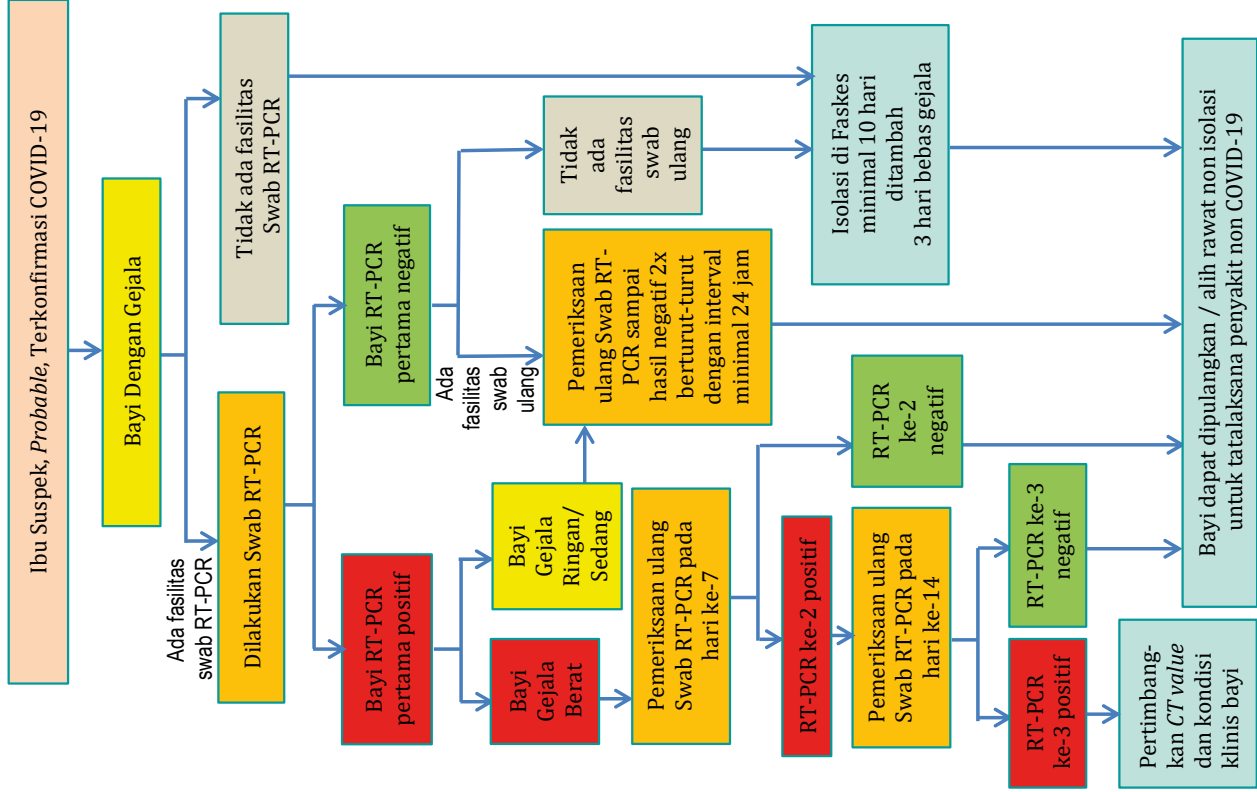 Ibu Suspek, Probable, Terkonfirmasi COVID-19
Bayi Dengan Gejala
Ada fasilitas
swab RT-PCR
Dilakukan Swab RT-PCR
Tidak ada fasilitas
Swab RT-PCR
Bayi RT-PCR
pertama positif
Bayi RT-PCR
pertama negatif
Ada
fasilitas
swab
ulang
Bayi
Gejala
Berat
Bayi
Gejala
Ringan/
Sedang
Pemeriksaan
ulang Swab RT-
PCR sampai
hasil negatif 2x
berturut-turut
dengan interval
minimal 24 jam
Tidak
ada
fasilitas
swab
ulang
Pemeriksaan ulang
Swab RT-PCR pada
hari ke-7
RT-PCR ke-2 positif
RT-PCR
ke-2
negatif
Isolasi di Faskes
minimal 10 hari
ditambah
3 hari bebas gejala
Pemeriksaan ulang
Swab RT-PCR pada
hari ke-14
RT-PCR
ke-3 positif
RT-PCR ke-3
negatif
Pertimbang-
kan CT value
dan kondisi
klinis bayi
Bayi dapat dipulangkan / alih rawat non isolasi
untuk tatalaksana penyakit non COVID-19